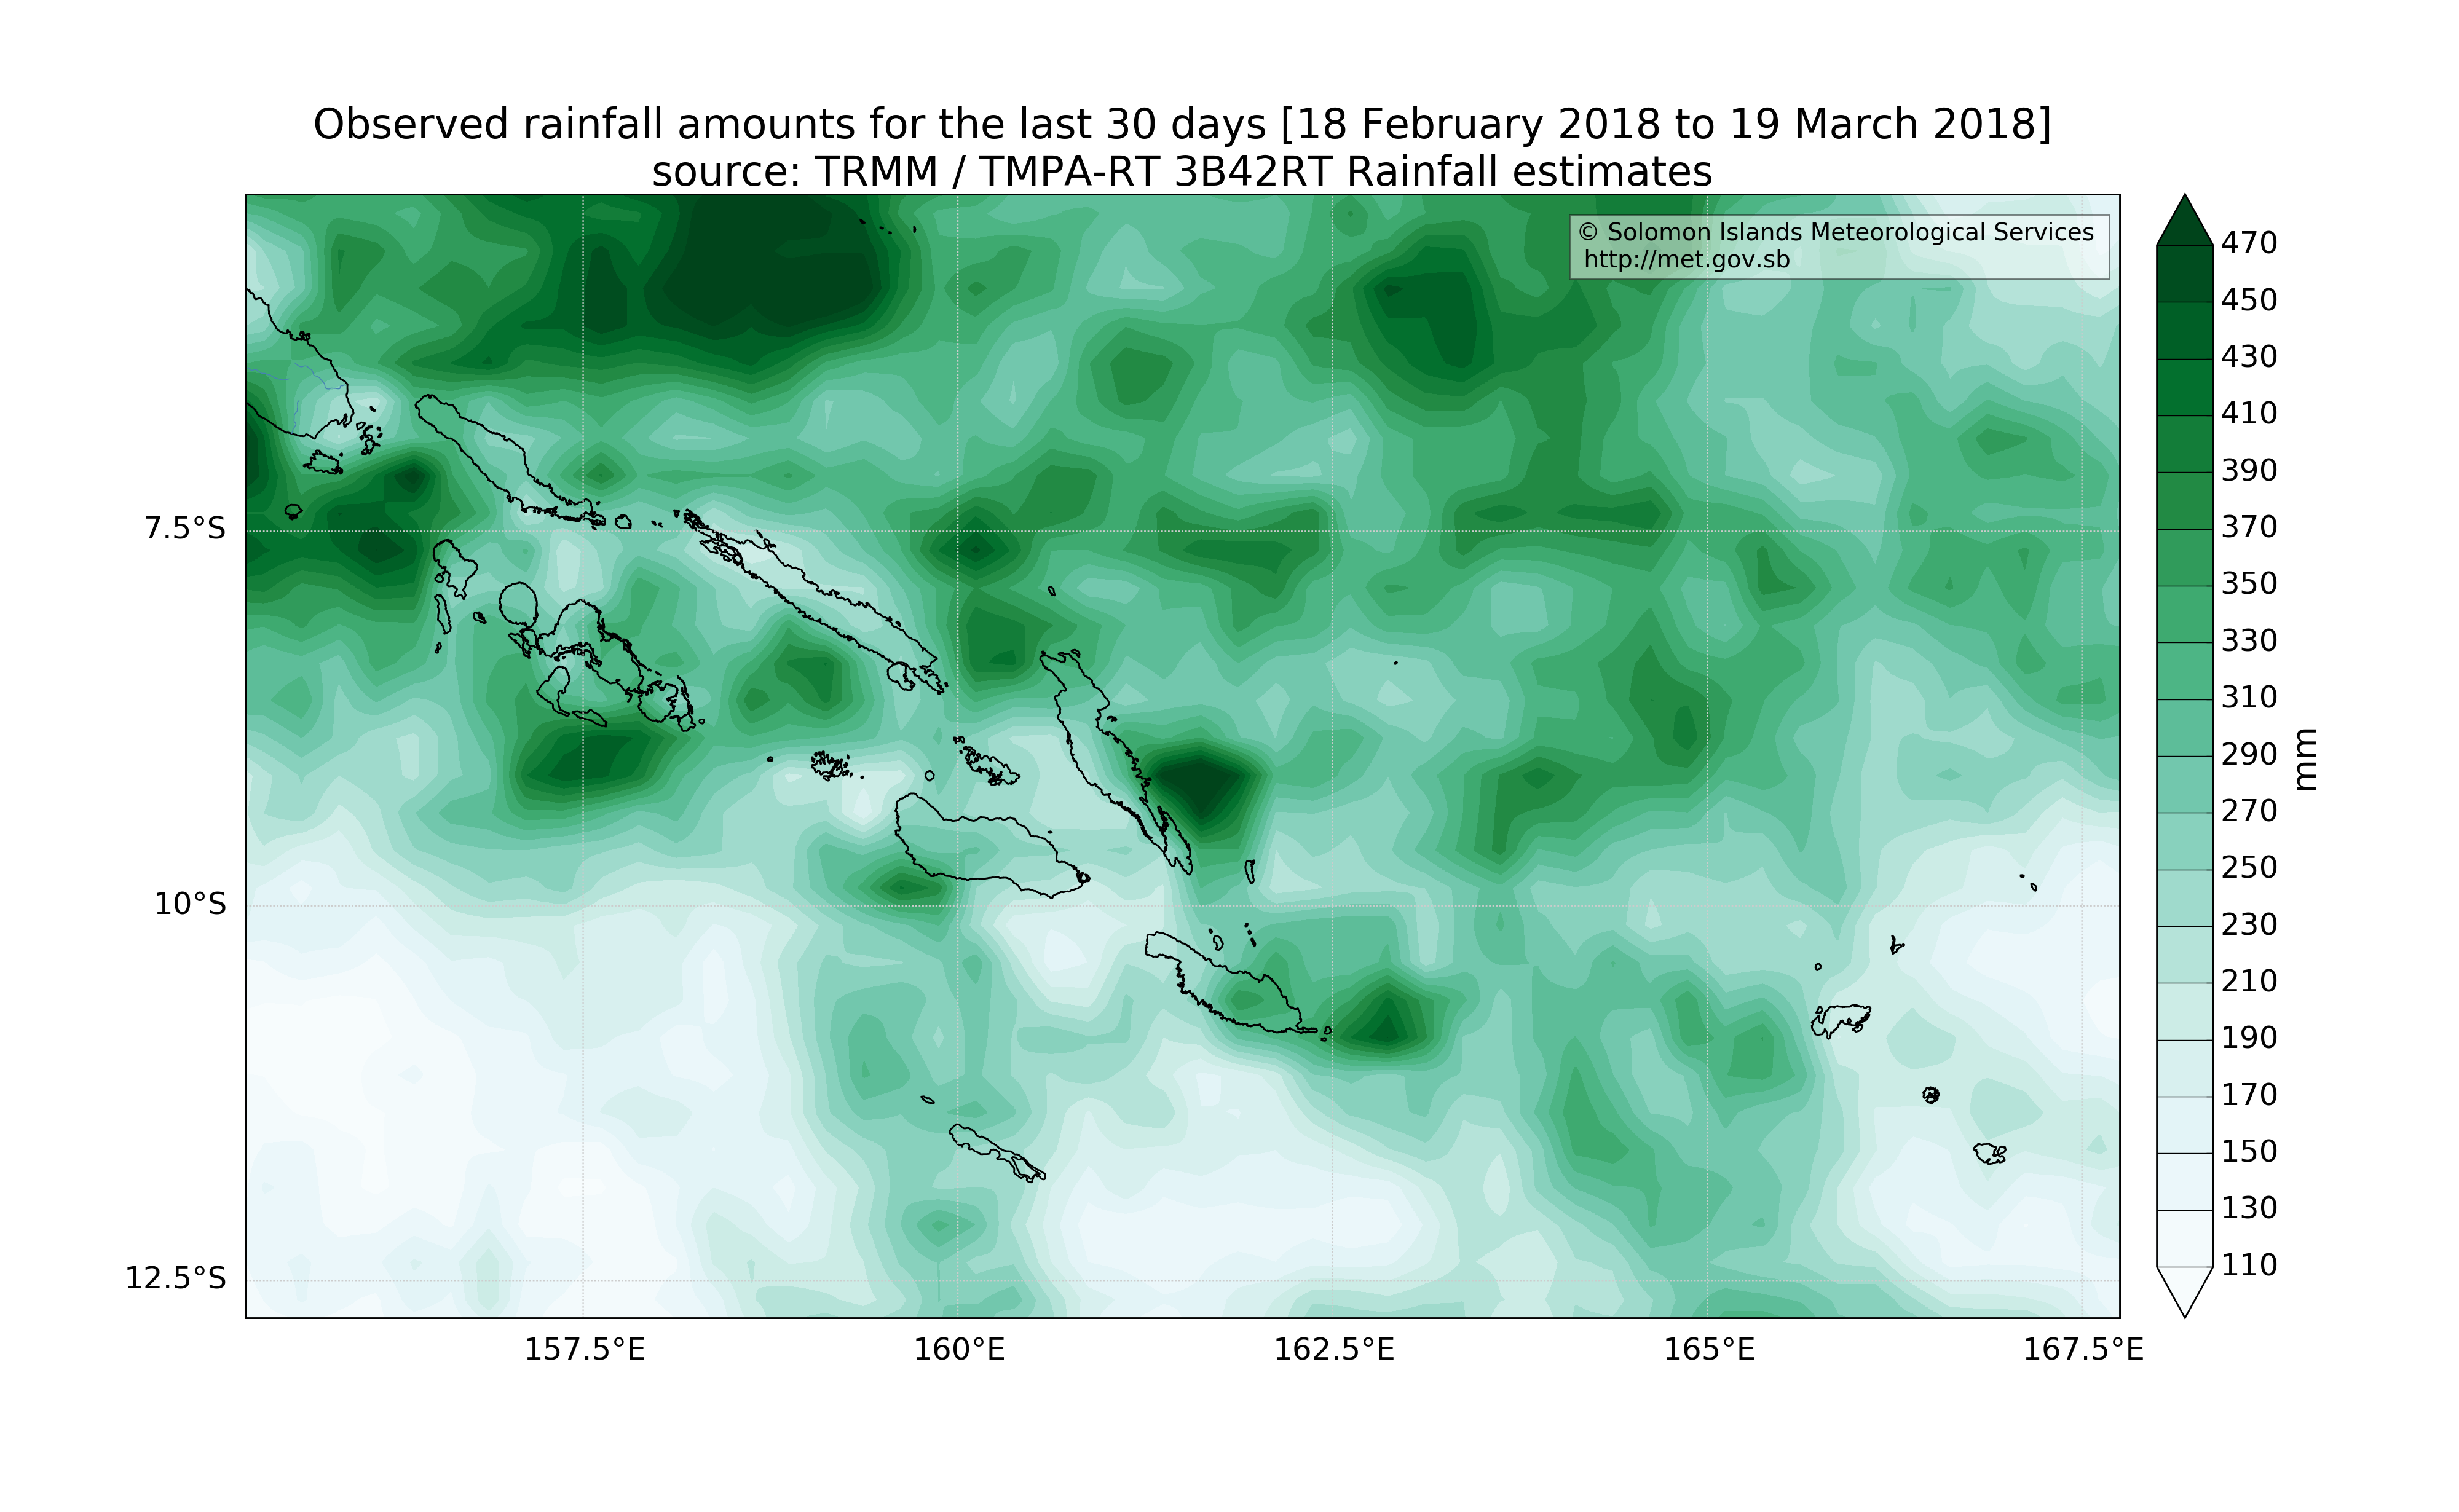 Observed rainfall amounts for the last 30 days [18 February 2018 to 19 March 2018]
source: TRMM / TMPA-RT 3B42RT Rainfall estimates
© Solomon Islands Meteorological Services
http://met.gov.sb
7.5°S
10°S
12.5°S
157.5°E
160°E
162.5°E
165°E
167.5°E
470
450
430
410
390
370
350
330
310
290
270
250
230
210
190
170
150
130
110
mm